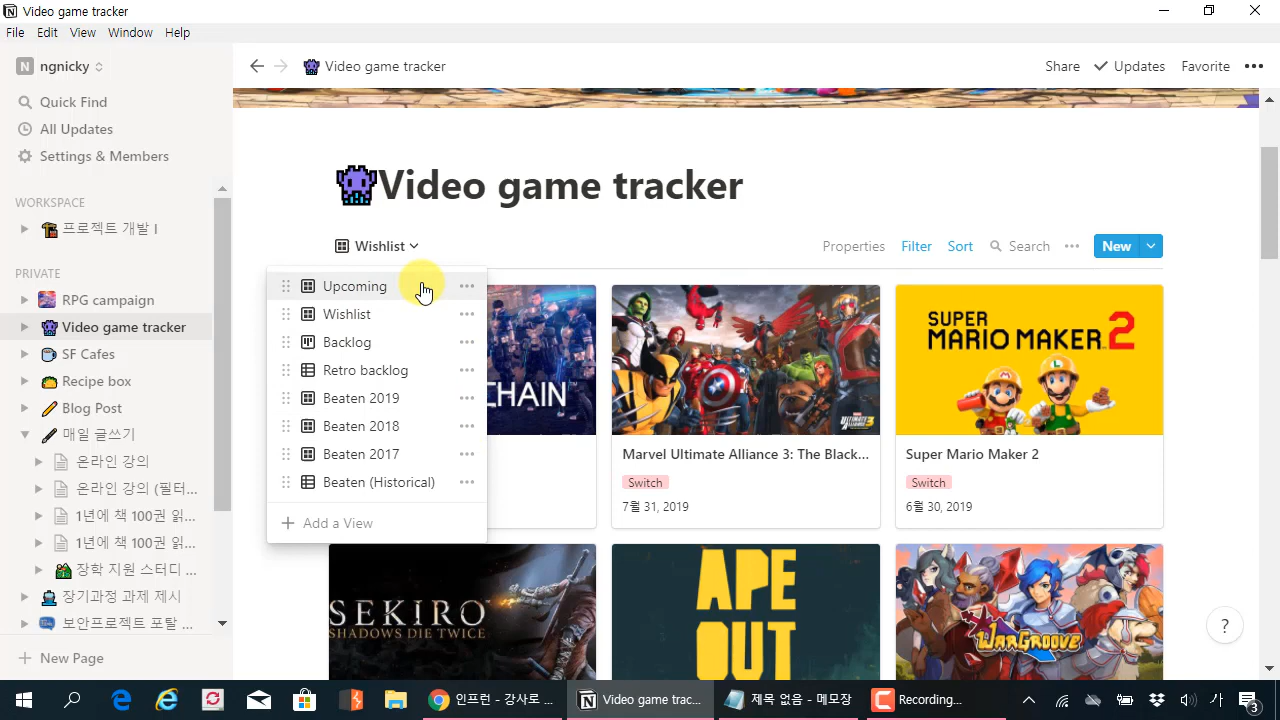 Video game tracker
File Edit View Window Help
N ngnicky
Quick Find
All Updates
Settings & Members
WORKSPACE
프로젝트 개발 I
PRIVATE
RPG campaign
Video game tracker
SF Cafes
Recipe box
Blog Post
매일 글쓰기
온라인 강의
온라인 강의 (필터...
1년에 책 100권 읽...
1년에 책 100권 읽...
장학 지원 스터디 ...
장기과정 과제 제시
보안프로젝트 포탈 ...
New Page
Video game tracker
Share Updates Favorite
Video game tracker
Wishlist
Properties Filter Sort Search New
Upcoming
Wishlist
Backlog
Retro backlog
Beaten 2019
Beaten 2018
Beaten 2017
Beaten (Historical)
Add a View
CHAIN™
MARVEL
ULTIMATE
ALLIANCE 3
Marvel Ultimate Alliance 3: The Black...
Switch
7월 31, 2019
SUPER
MARIO MAKER 2
Super Mario Maker 2
Switch
6월 30, 2019
SEKIRO™
SHADOWS DIE TWICE
APE
OUT
WARGROOVE
?
인프런 - 강사로 ...
Video game trac...
제목 없음 - 메모장
Recording...
가
3